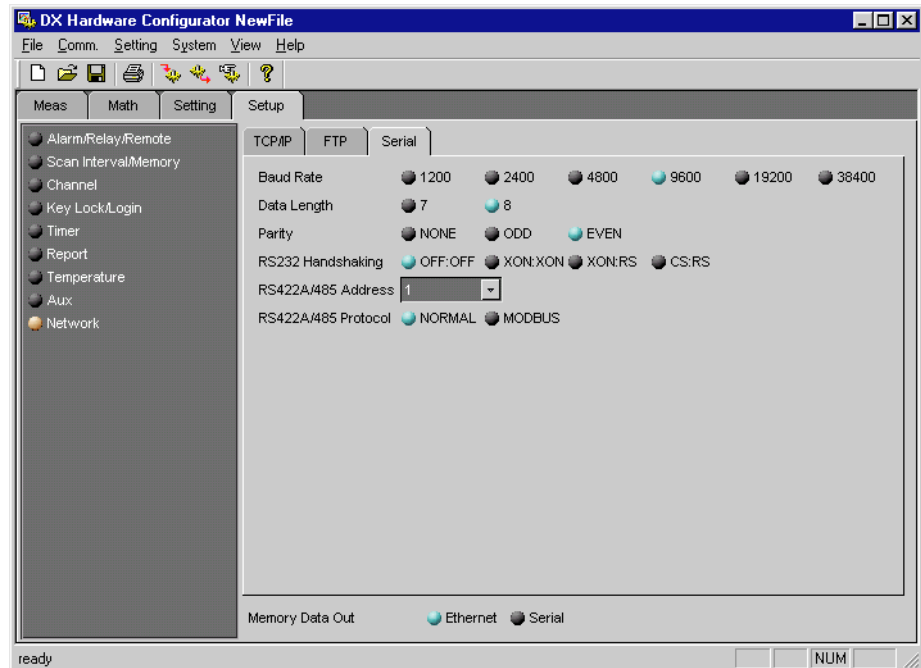 DX Hardware Configurator NewFile
File Comm. Setting System View Help
Meas Math Setting Setup
Alarm/Relay/Remote
Scan Interval/Memory
Channel
Key Lock/Login
Timer
Report
Temperature
Aux
Network
TCP/IP FTP Serial
Baud Rate 1200 2400 4800 9600 19200 38400
Data Length 7 8
Parity NONE ODD EVEN
RS232 Handshaking OFF:OFF XON:XON XON:RS CS:RS
RS422A/485 Address 1
RS422A/485 Protocol NORMAL MODBUS
Memory Data Out Ethernet Serial
ready NUM